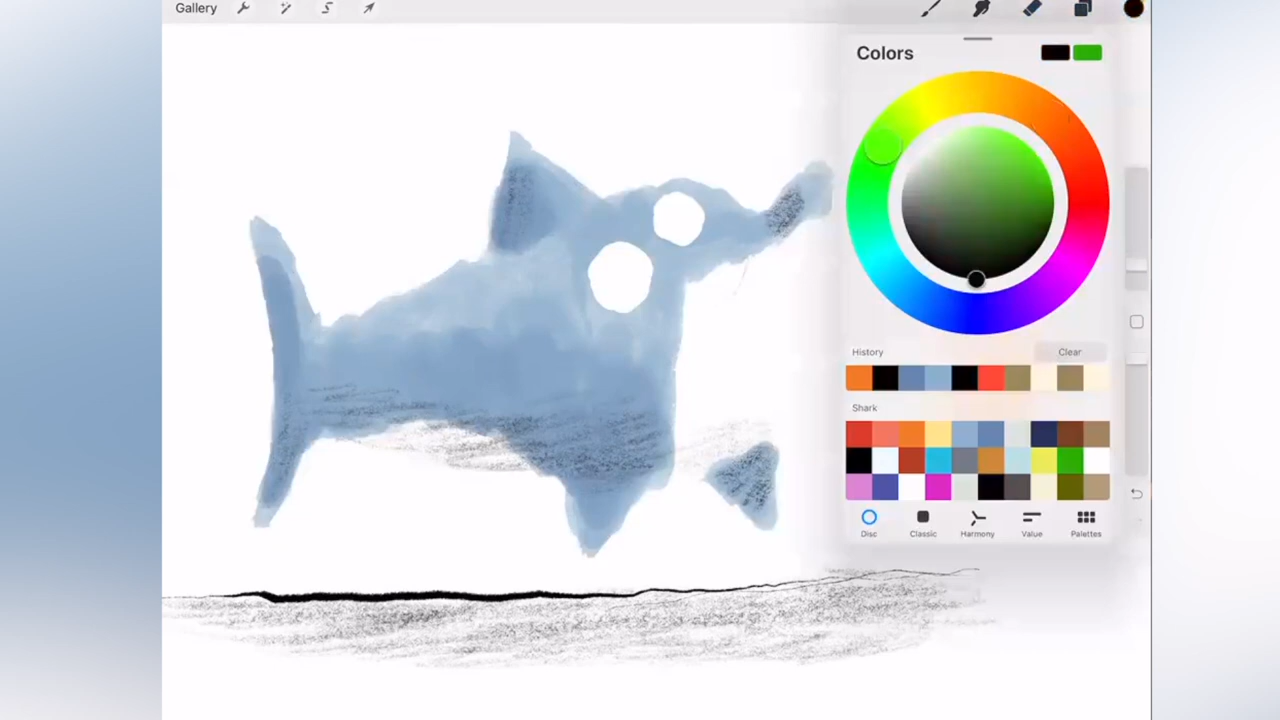 Gallery
Colors
History
Clear
Shark
Disc
Classic
Harmony
Value
Palettes